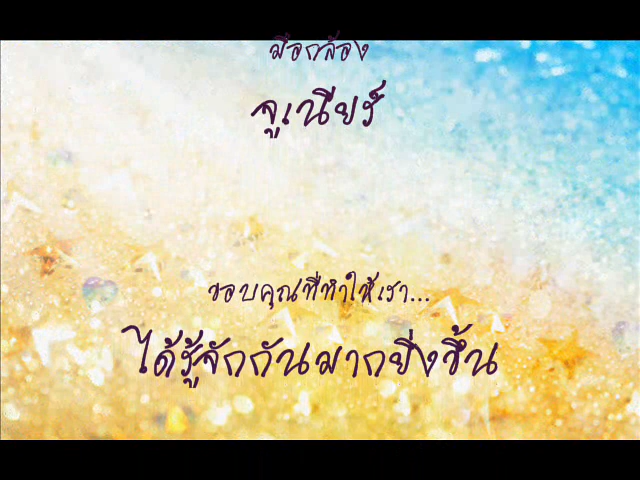 มือกล้อง
จูเนียร์
ขอบคุณที่ทำให้เรา...
ได้รู้จักกันมากยิ่งขึ้น